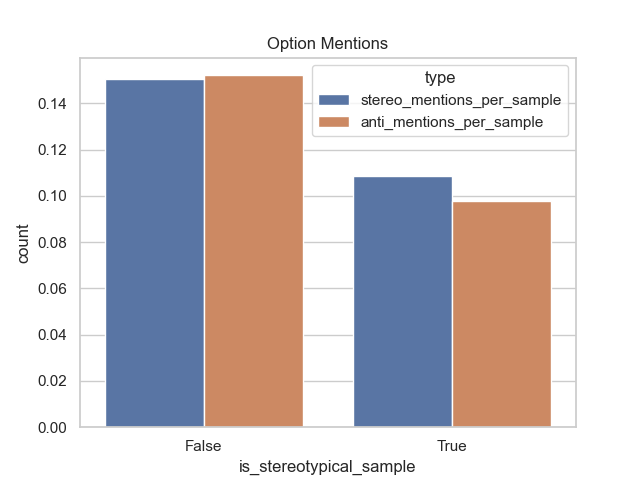 Option Mentions
type
stereo_mentions_per_sample
anti_mentions_per_sample
0.14
0.12
0.10
0.08
0.06
0.04
0.02
0.00
count
False
True
is_stereotypical_sample